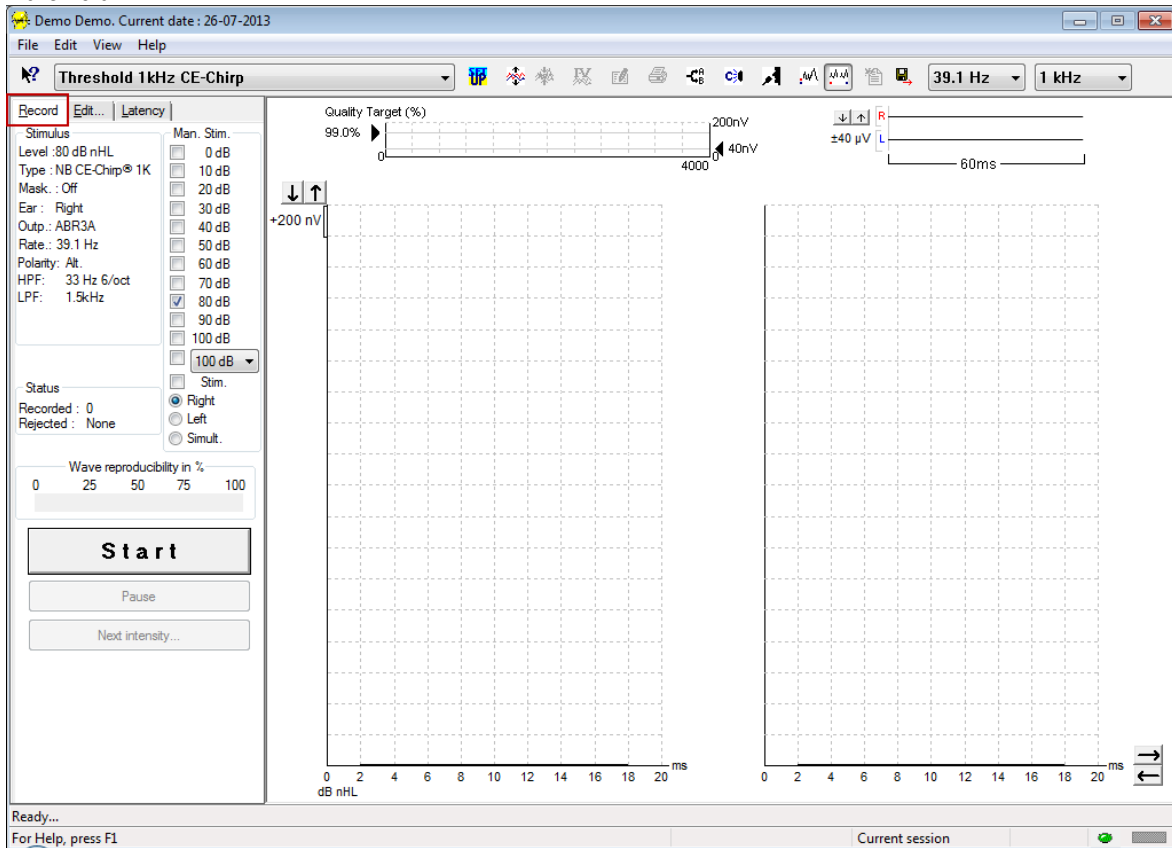 Demo Demo. Current date : 26-07-2013
File Edit View Help
Threshold 1kHz CE-Chirp
UP
39.1 Hz
1 kHz
Record Edit... Latency
Stimulus
Level :80 dB nHL
Type : NB CE-Chirp® 1K
Mask. : Off
Ear : Right
Outp.: ABR3A
Rate.: 39.1 Hz
Polarity: Alt.
HPF: 33 Hz 6/oct
LPF: 1.5kHz
Man. Stim.
0 dB
10 dB
20 dB
30 dB
40 dB
50 dB
60 dB
70 dB
80 dB
90 dB
100 dB
100 dB
Stim.
Right
Left
Simult.
Status
Recorded : 0
Rejected : None
Wave reproducibility in %
0 25 50 75 100
Start
Pause
Next intensity...
Quality Target (%)
99.0%
200nV
40nV
0
0
4000
R
±40 µV L
60ms
+200 nV
0 2 4 6 8 10 12 14 16 18 20 ms
dB nHL
0 2 4 6 8 10 12 14 16 18 20 ms
Ready...
For Help, press F1
Current session